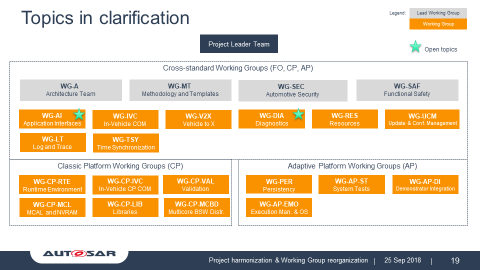 Topics in clarification
Legend:
Lead Working Group
Working Group
Project Leader Team
Open topics
Cross-standard Working Groups (FO, CP, AP)
WG-A
Architecture Team
WG-MT
Methodology and Templates
WG-SEC
Automotive Security
WG-SAF
Functional Safety
WG-AI
Application Interfaces
WG-IVC
In-Vehicle COM
WG-V2X
Vehicle to X
WG-DIA
Diagnostics
WG-RES
Resources
WG-UCM
Update & Conf. Management
WG-LT
Log and Trace
WG-TSY
Time Synchronization
Classic Platform Working Groups (CP)
WG-CP-RTE
Runtime Environment
WG-CP-IVC
In-Vehicle CP COM
WG-CP-VAL
Validation
WG-CP-MCL
MCAL and NVRAM
WG-CP-LIB
Libraries
WG-CP-MCBD
Multicore BSW Distr.
Adaptive Platform Working Groups (AP)
WG-PER
Persistency
WG-AP-ST
System Tests
WG-AP-DI
Demonstrator Integration
WG-AP-EMO
Execution Man. & OS
AUTOSAR
Project harmonization & Working Group reorganization | 25 Sep 2018 | 19